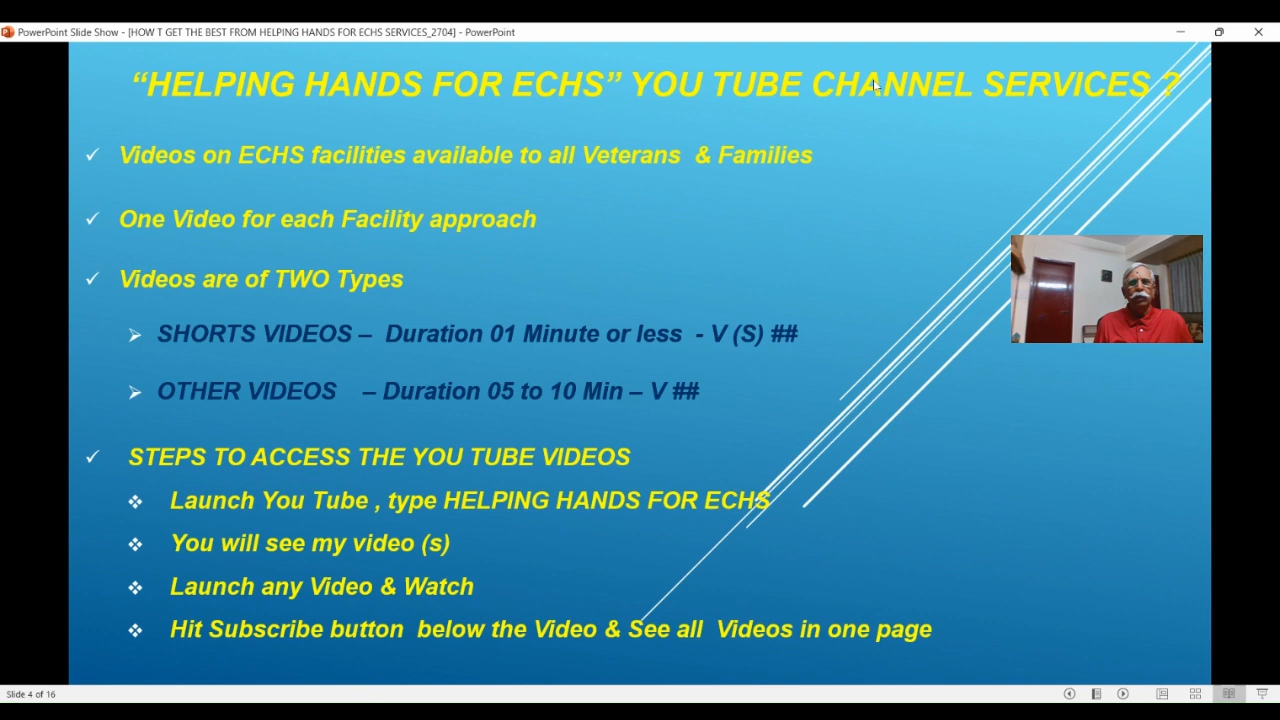 PowerPoint Slide Show - [HOW T GET THE BEST FROM HELPING HANDS FOR ECHS SERVICES_2704] - PowerPoint
“HELPING HANDS FOR ECHS” YOU TUBE CHANNEL SERVICES ?
Videos on ECHS facilities available to all Veterans & Families
One Video for each Facility approach
Videos are of TWO Types
SHORTS VIDEOS – Duration 01 Minute or less - V (S) ##
OTHER VIDEOS – Duration 05 to 10 Min – V ##
STEPS TO ACCESS THE YOU TUBE VIDEOS
Launch You Tube , type HELPING HANDS FOR ECHS
You will see my video (s)
Launch any Video & Watch
Hit Subscribe button below the Video & See all Videos in one page
Slide 4 of 16